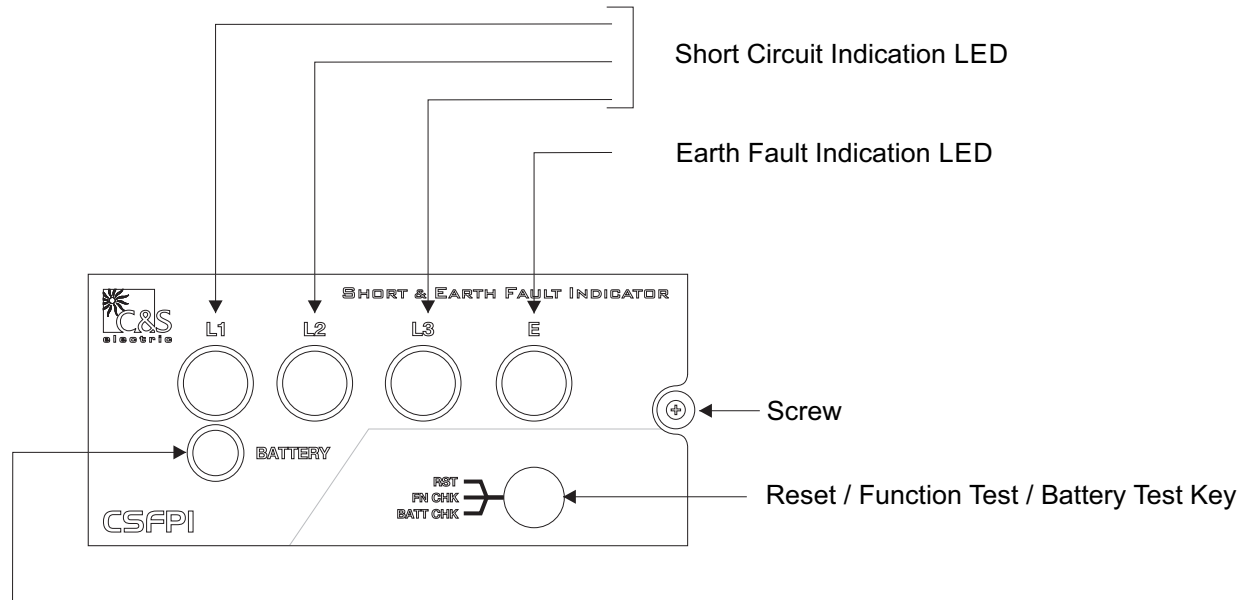 Short Circuit Indication LED
Earth Fault Indication LED
SHORT & EARTH FAULT INDICATOR
C&S
electric
L1 L2 L3 E
Screw
BATTERY
RST
FN CHK
BATT CHK
Reset / Function Test / Battery Test Key
CSFPI